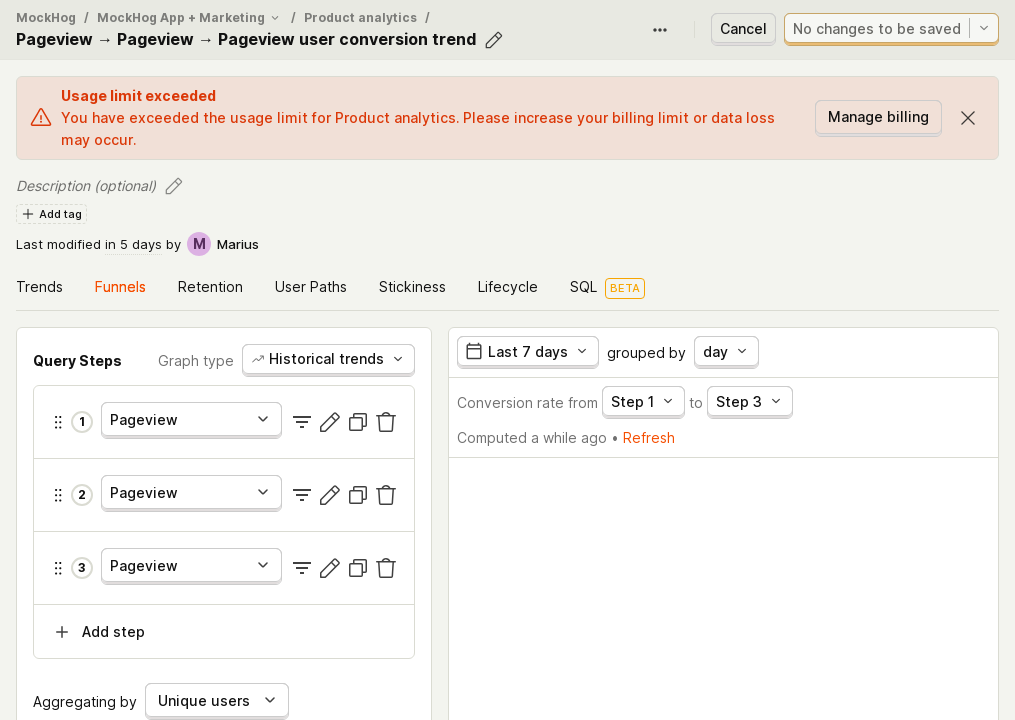 MockHog / MockHog App + Marketing / Product analytics /
Pageview → Pageview → Pageview user conversion trend
Cancel
No changes to be saved
Usage limit exceeded
You have exceeded the usage limit for Product analytics. Please increase your billing limit or data loss
may occur.
Manage billing
Description (optional)
Add tag
Last modified in 5 days by M Marius
Trends Funnels Retention User Paths Stickiness Lifecycle SQL BETA
Query Steps Graph type Historical trends
1 Pageview
2 Pageview
3 Pageview
Add step
Aggregating by Unique users
Last 7 days grouped by day
Conversion rate from Step 1 to Step 3
Computed a while ago • Refresh